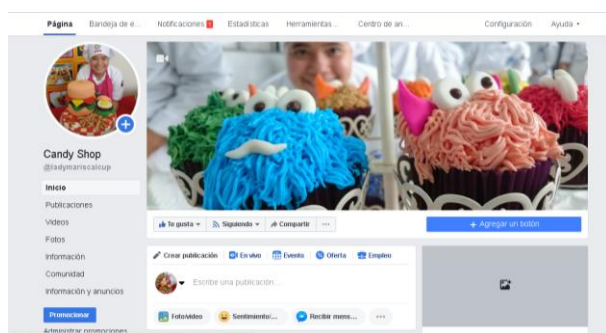 Página Bandeja de e... Notificaciones Estadísticas Herramientas... Centro de an... Configuración Ayuda
Candy Shop
@ladymariscalcup
Inicio
Publicaciones
Videos
Fotos
Información
Comunidad
Información y anuncios
Promocionar
Administrar promociones
Te gusta Siguiendo Compartir ...
+ Agregar un botón
Crear publicación En vivo Evento Oferta Empleo
Escribe una publicación...
Foto/video Sentimiento/... Recibir mens... ...